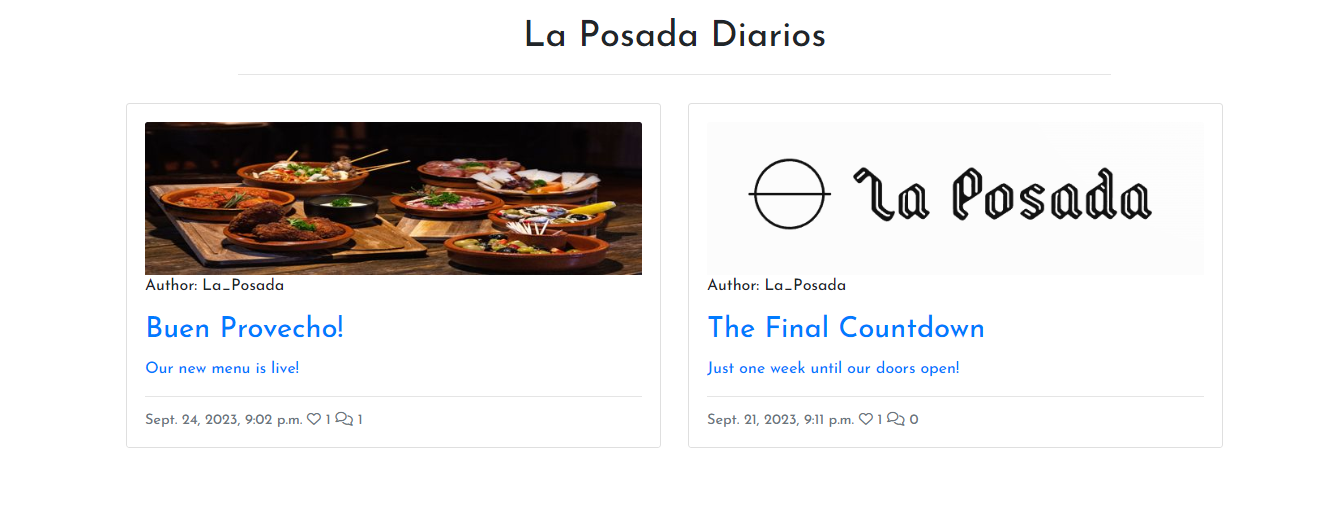 La Posada Diarios
Author: La_Posada
Buen Provecho!
Our new menu is live!
Sept. 24, 2023, 9:02 p.m. 1 1
La Posada
Author: La_Posada
The Final Countdown
Just one week until our doors open!
Sept. 21, 2023, 9:11 p.m. 1 0